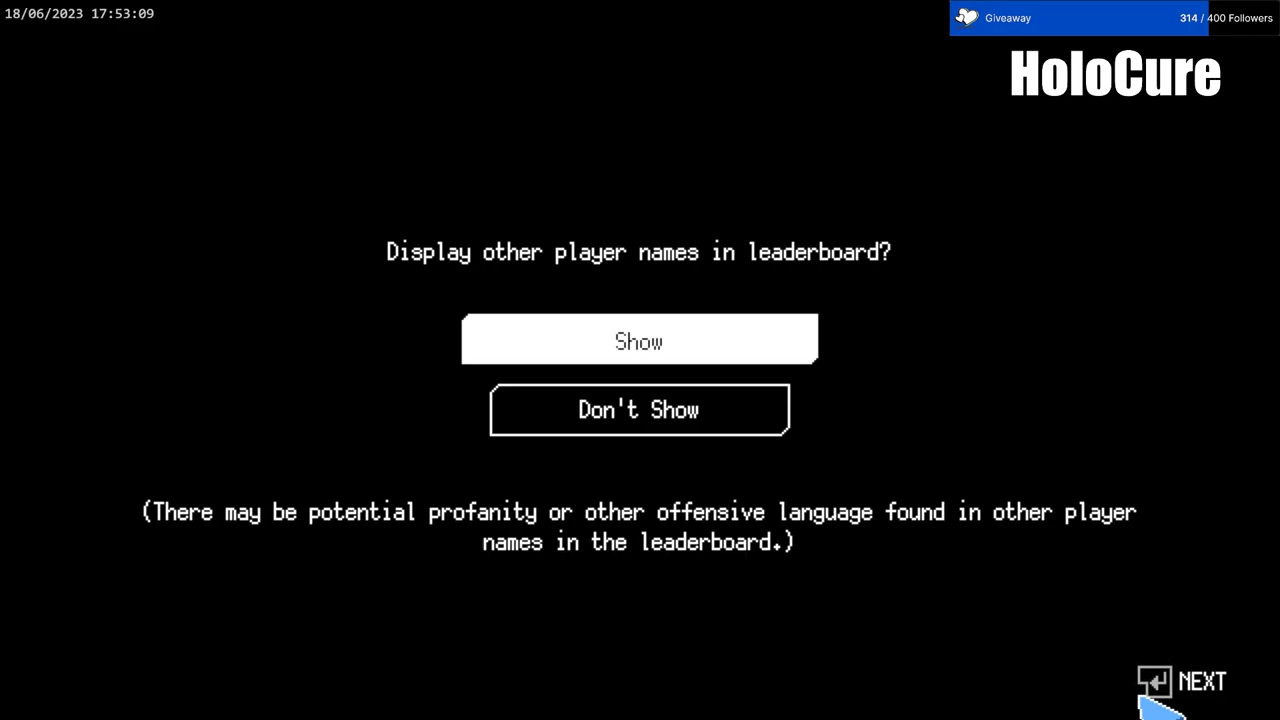 18/06/2023 17:53:09
Giveaway 314 / 400 Followers
HoloCure
Display other player names in leaderboard?
Show
Don't Show
(There may be potential profanity or other offensive language found in other player
names in the leaderboard.)
NEXT